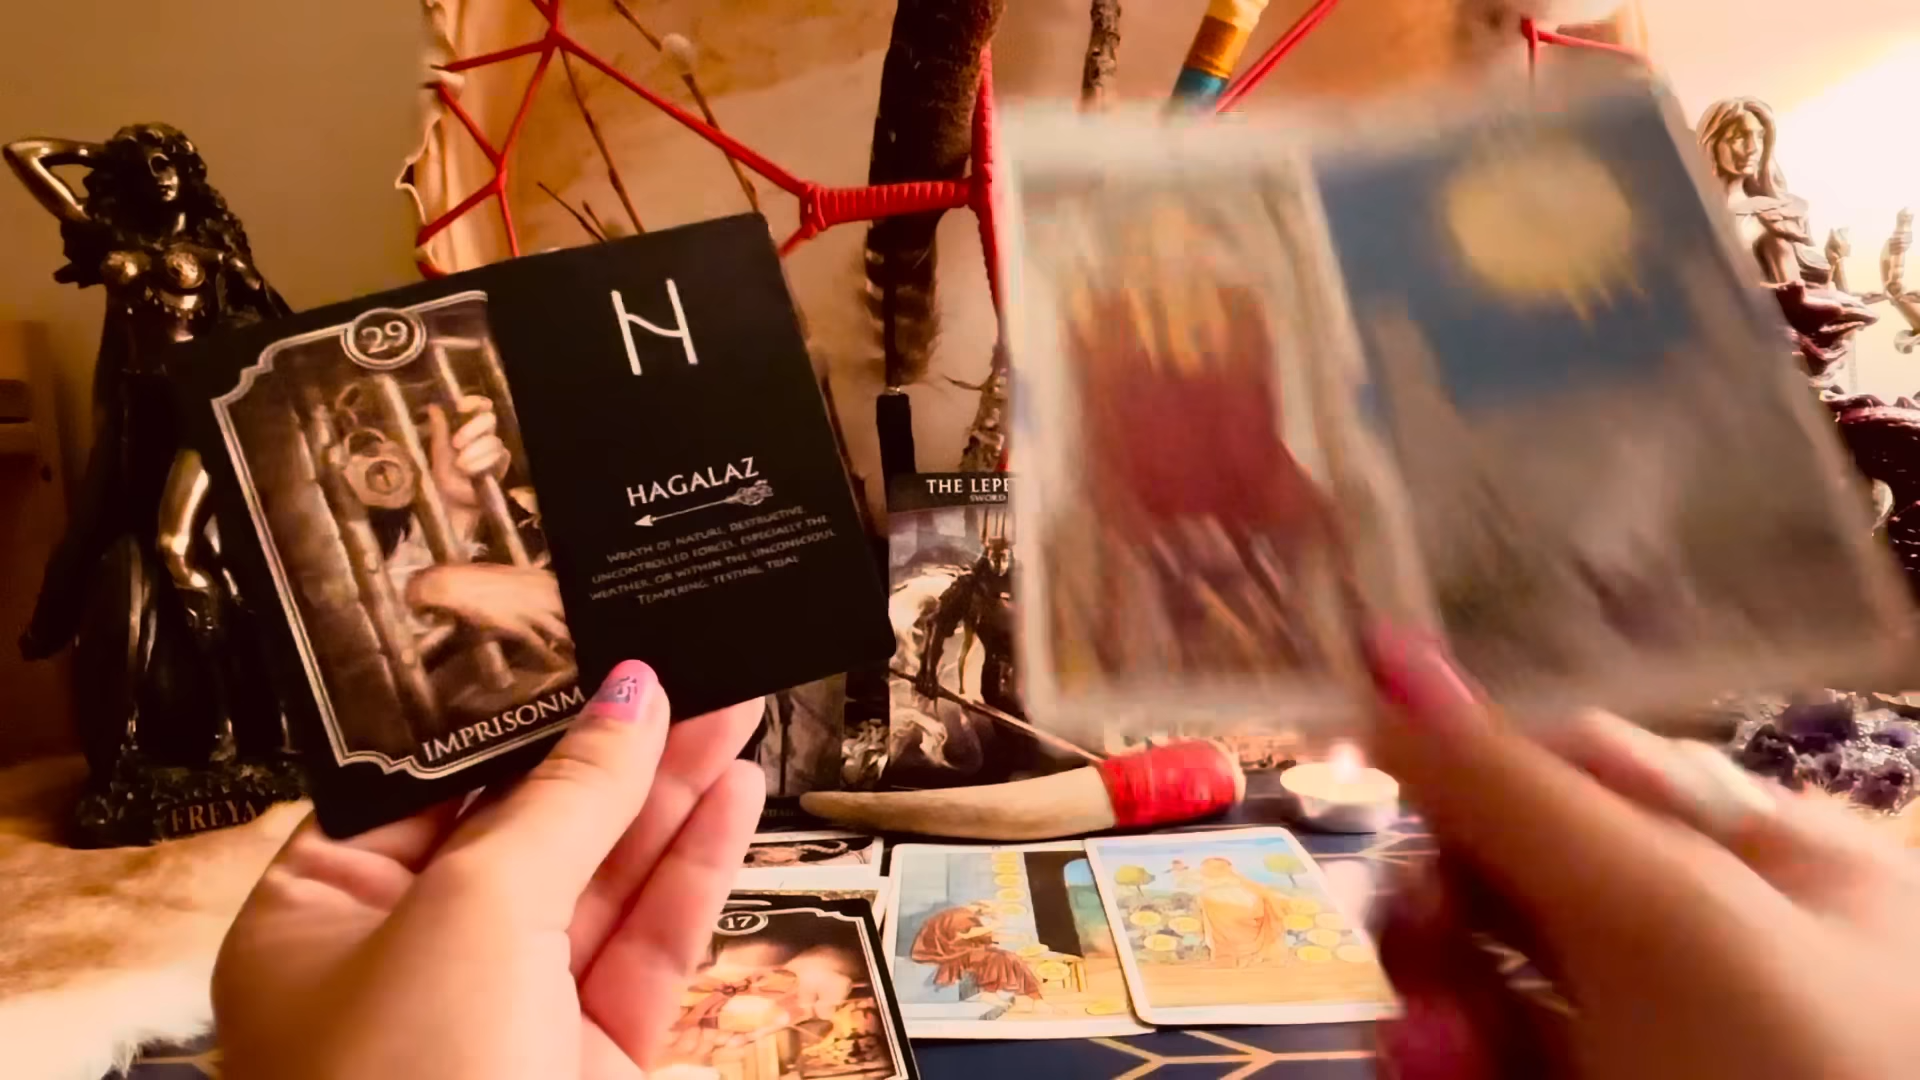 29
IMPRISONM
HAGALAZ
WRATH OF NATURE, DESTRUCTIVE,
UNCONTROLLED FORCES, ESPECIALLY THE
WEATHER, OR WITHIN THE UNCONSCIOUS.
TEMPERING, TESTING, TRIAL
THE LEPE
SWORD
FREYA
17